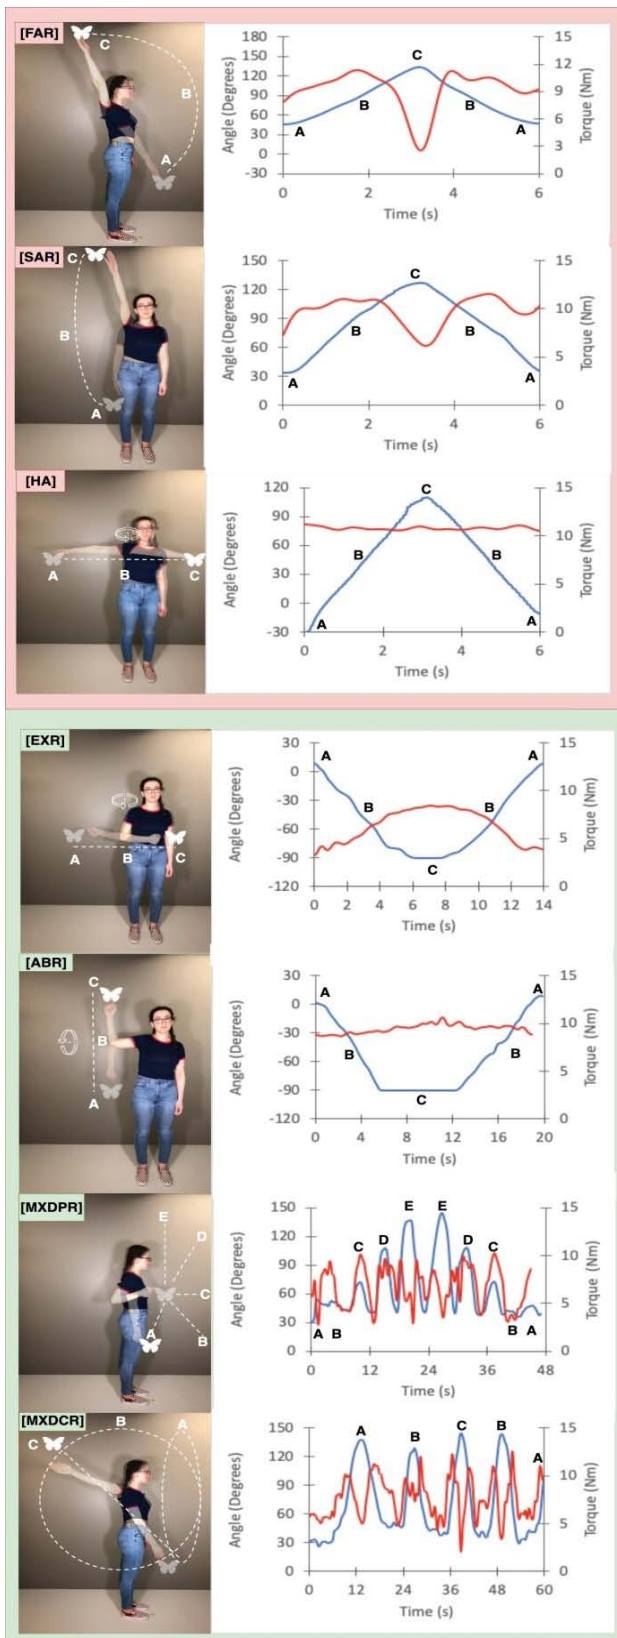 [FAR]
C
B
A
Angle (Degrees)
180
150
120
90
60
30
0
-30
A
B
C
B
A
15
12
9
6
3
0
Torque (Nm)
0 2 4 6
Time (s)
[SAR]
C
B
A
Angle (Degrees)
150
120
90
60
30
0
A
B
C
B
A
15
10
5
0
Torque (Nm)
0 2 4 6
Time (s)
[HA]
A B C
Angle (Degrees)
120
90
60
30
0
-30
A
B
C
B
A
14
10
5
0
Torque (Nm)
0 2 4 6
Time (s)
[EXR]
A B C
Angle (Degrees)
30
0
-30
-60
-90
-120
A
B
C
B
A
15
10
5
0
Torque (Nm)
0 2 4 6 8 10 12 14
Time (s)
[ABR]
C
B
A
Angle (Degrees)
30
0
-30
-60
-90
-120
A
B
C
B
A
15
10
5
0
Torque (Nm)
0 4 8 12 16 20
Time (s)
[MXDPR]
E
D
C
B
A
Angle (Degrees)
150
120
90
60
30
0
A B C D E E D C B A
15
10
5
0
Torque (Nm)
0 12 24 36 48
Time (s)
[MXDCR]
B
A
C
Angle (Degrees)
150
120
90
60
30
0
A B C B A
15
10
5
0
Torque (Nm)
0 12 24 36 48 60
Time (s)